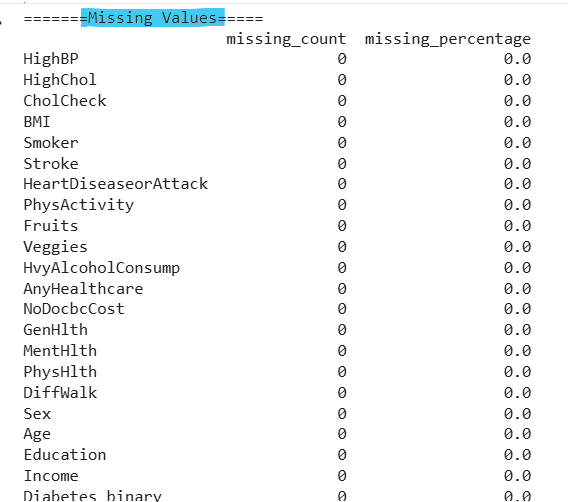 =======Missing Values=====
missing_count missing_percentage
HighBP 0 0.0
HighChol 0 0.0
CholCheck 0 0.0
BMI 0 0.0
Smoker 0 0.0
Stroke 0 0.0
HeartDiseaseorAttack 0 0.0
PhysActivity 0 0.0
Fruits 0 0.0
Veggies 0 0.0
HvyAlcoholConsump 0 0.0
AnyHealthcare 0 0.0
NoDocbcCost 0 0.0
GenHlth 0 0.0
MentHlth 0 0.0
PhysHlth 0 0.0
DiffWalk 0 0.0
Sex 0 0.0
Age 0 0.0
Education 0 0.0
Income 0 0.0
Diabetes_binary 0 0.0